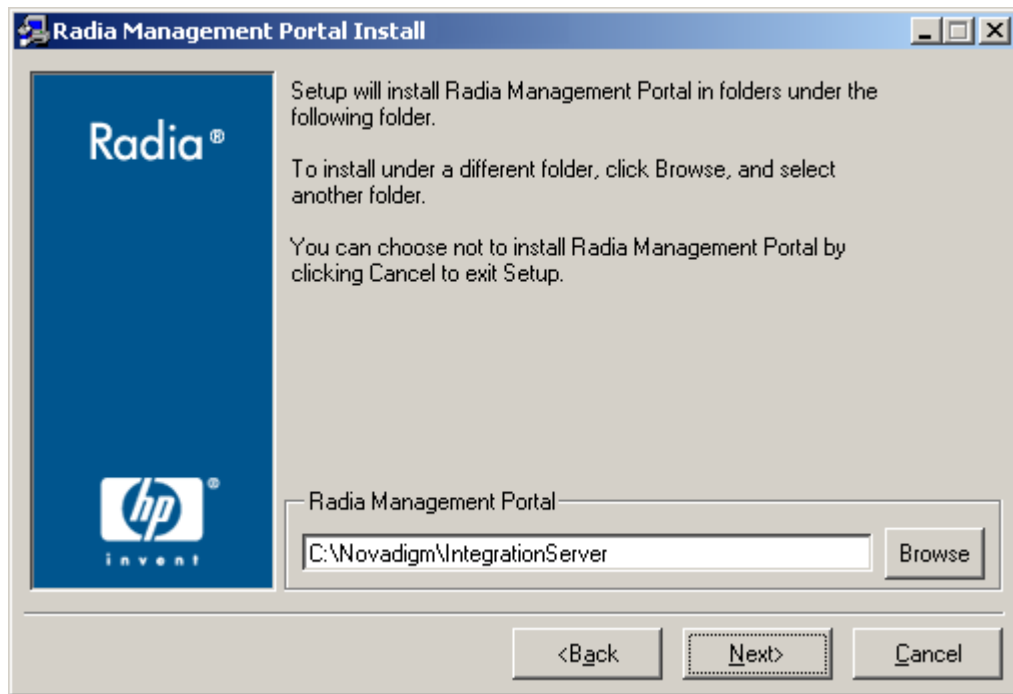 Radia Management Portal Install
Radia®
Setup will install Radia Management Portal in folders under the
following folder.
To install under a different folder, click Browse, and select
another folder.
You can choose not to install Radia Management Portal by
clicking Cancel to exit Setup.
hp®
invent
Radia Management Portal
C:\Novadigm\IntegrationServer
Browse
<Back
Next>
Cancel